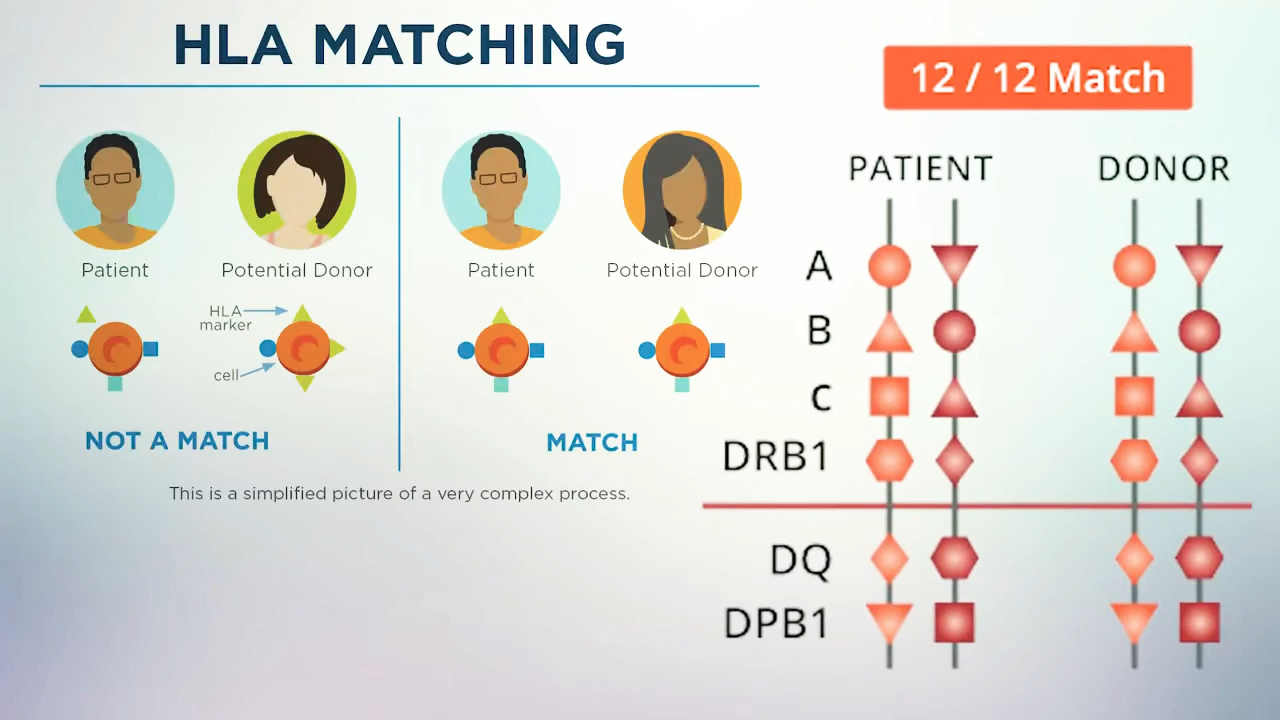 HLA MATCHING
Patient
Potential Donor
Patient
Potential Donor
HLA
marker
cell
NOT A MATCH
MATCH
This is a simplified picture of a very complex process.
12 / 12 Match
PATIENT
DONOR
A
B
C
DRB1
DQ
DPB1